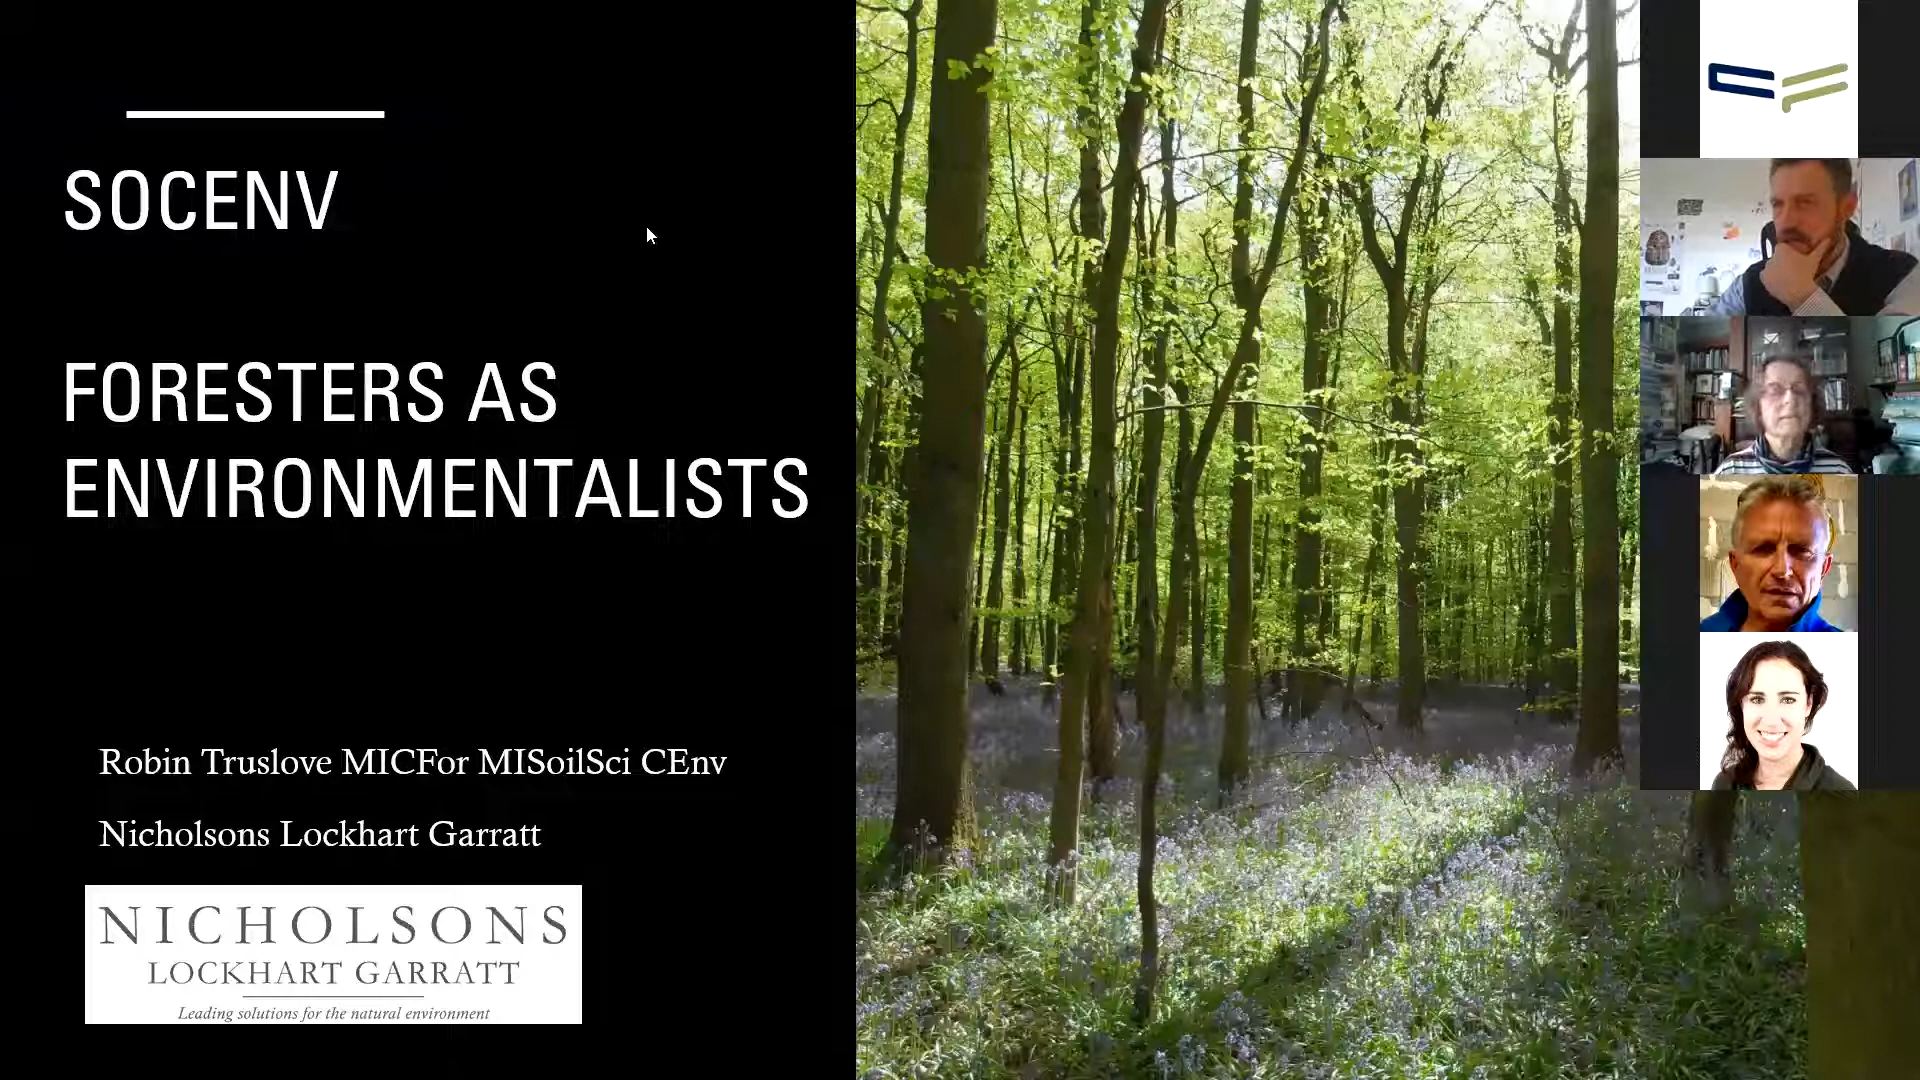 SOCENV
FORESTERS AS
ENVIRONMENTALISTS
Robin Truslove MICFor MISoilSci CEnv
Nicholsons Lockhart Garratt
NICHOLSONS
LOCKHART GARRATT
Leading solutions for the natural environment